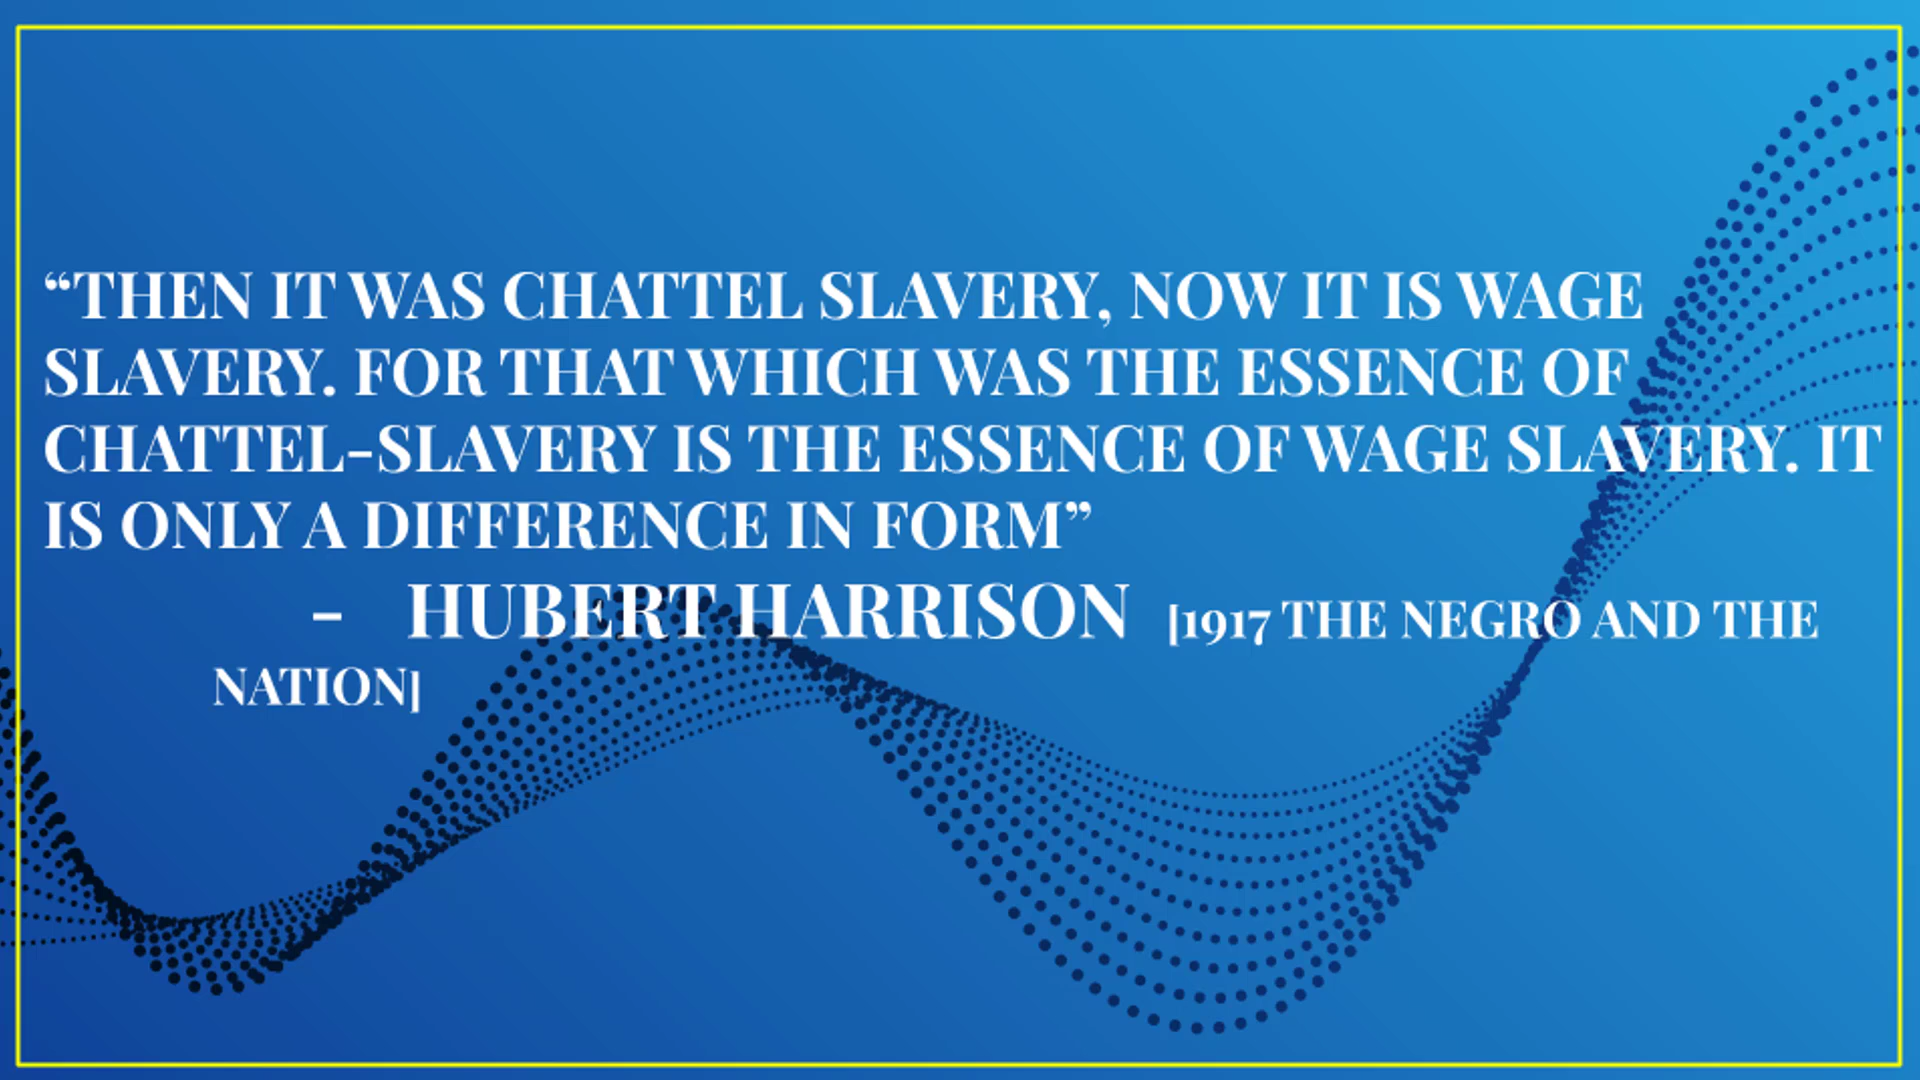 “THEN IT WAS CHATTEL SLAVERY, NOW IT IS WAGE
SLAVERY. FOR THAT WHICH WAS THE ESSENCE OF
CHATTEL-SLAVERY IS THE ESSENCE OF WAGE SLAVERY. IT
IS ONLY A DIFFERENCE IN FORM”
- HUBERT HARRISON [1917 THE NEGRO AND THE
NATION]